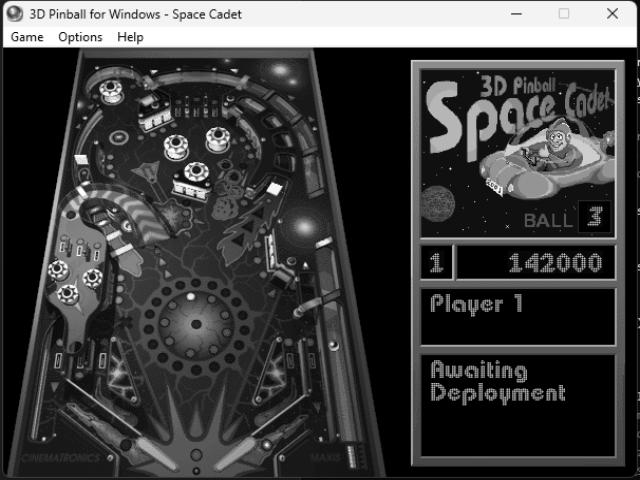 3D Pinball for Windows - Space Cadet
Game Options Help
3D Pinball
Space Cadet
BALL 3
1 142000
Player 1
Awaiting
Deployment
CINEMATRONICS
MAXIS